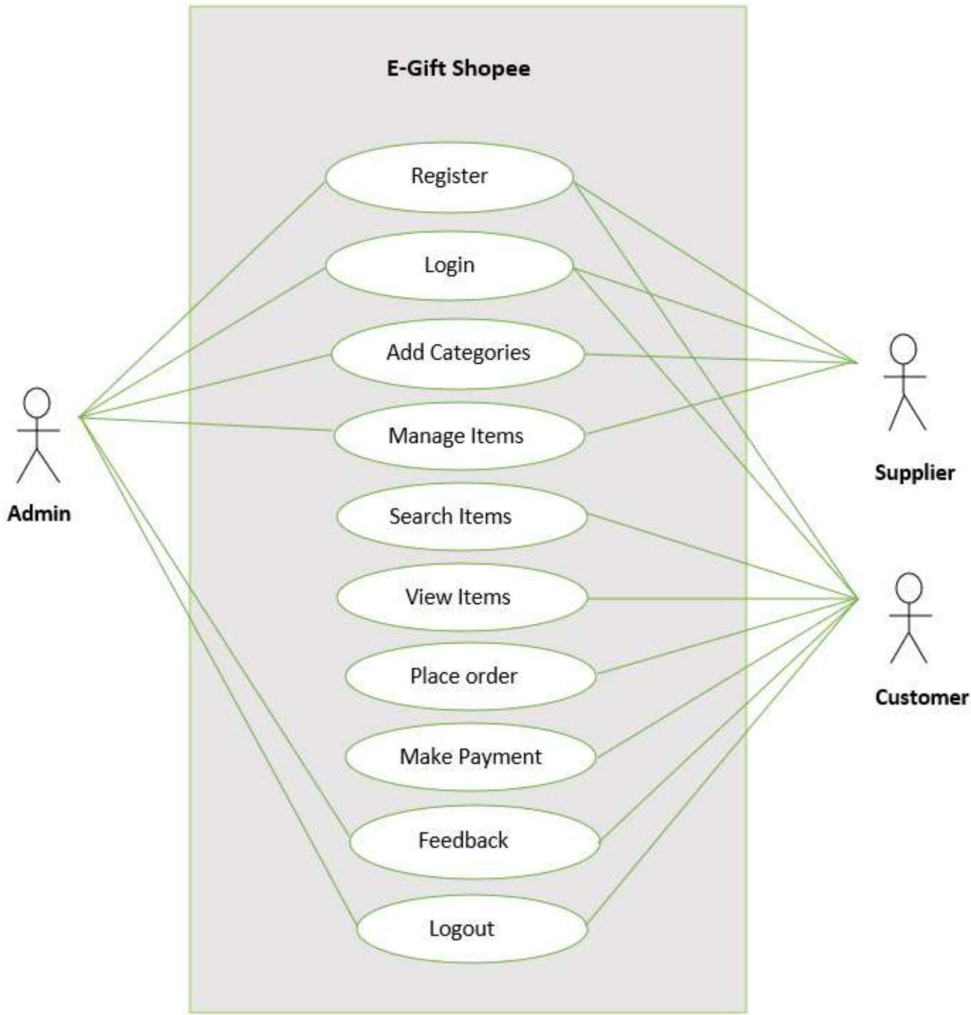 E-Gift Shopee
Register
Login
Add Categories
Manage Items
Search Items
View Items
Place order
Make Payment
Feedback
Logout
Admin
Supplier
Customer